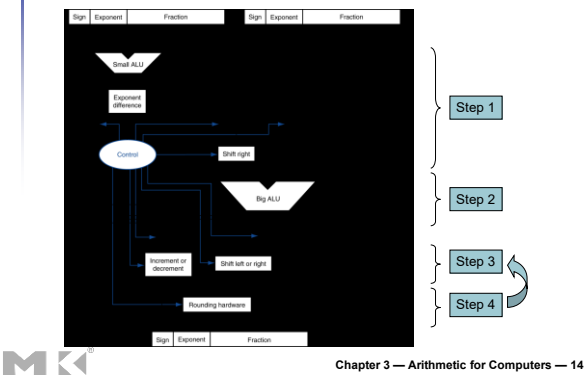 Sign Exponent Fraction Sign Exponent Fraction
Small ALU
Exponent
difference
Step 1
Control Shift right
Big ALU
Step 2
Increment or
decrement
Shift left or right
Step 3
Rounding hardware
Step 4
Sign Exponent Fraction
MK®
Chapter 3 — Arithmetic for Computers — 14